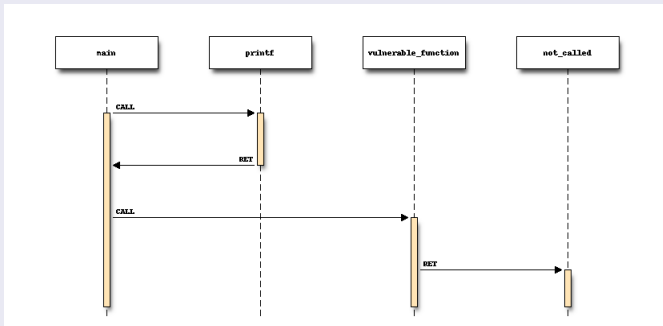 main
printf
vulnerable_function
not_called
CALL
RET
CALL
RET